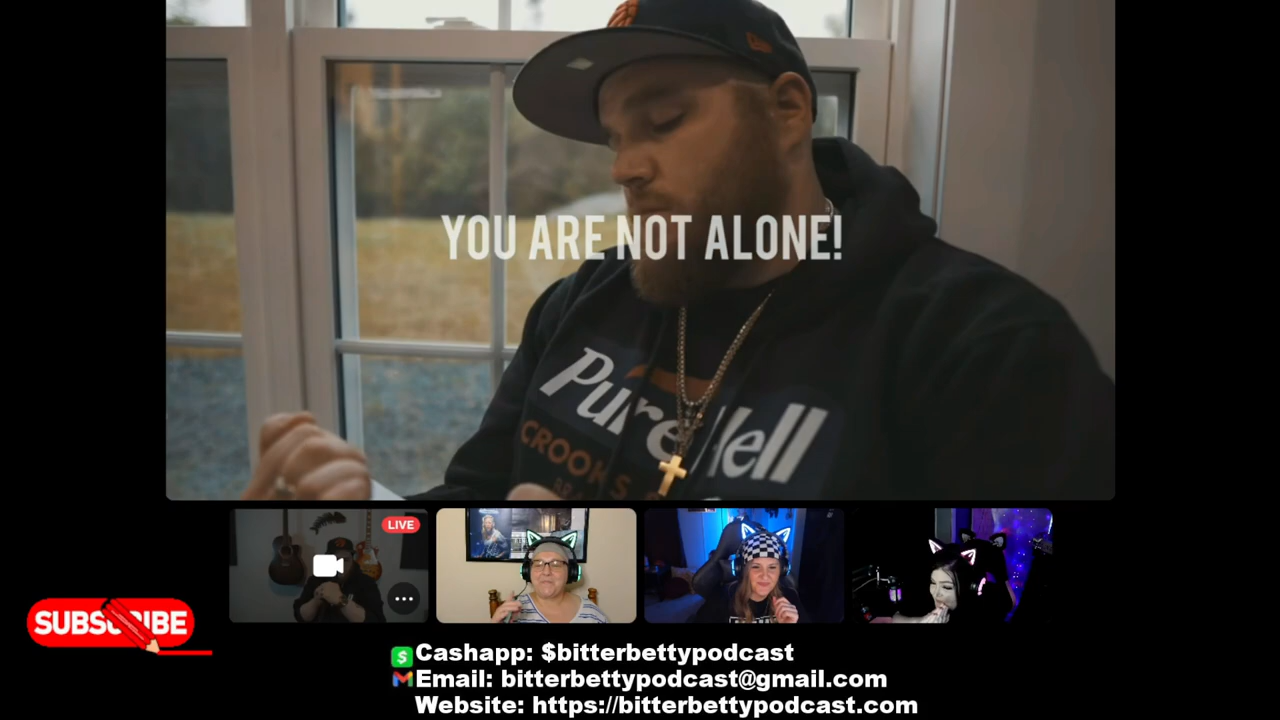 YOU ARE NOT ALONE!
Pure Hell
CROOKS &
LIVE
SUBSCRIBE
$ Cashapp: $bitterbettypodcast
Email: bitterbettypodcast@gmail.com
Website: https://bitterbettypodcast.com